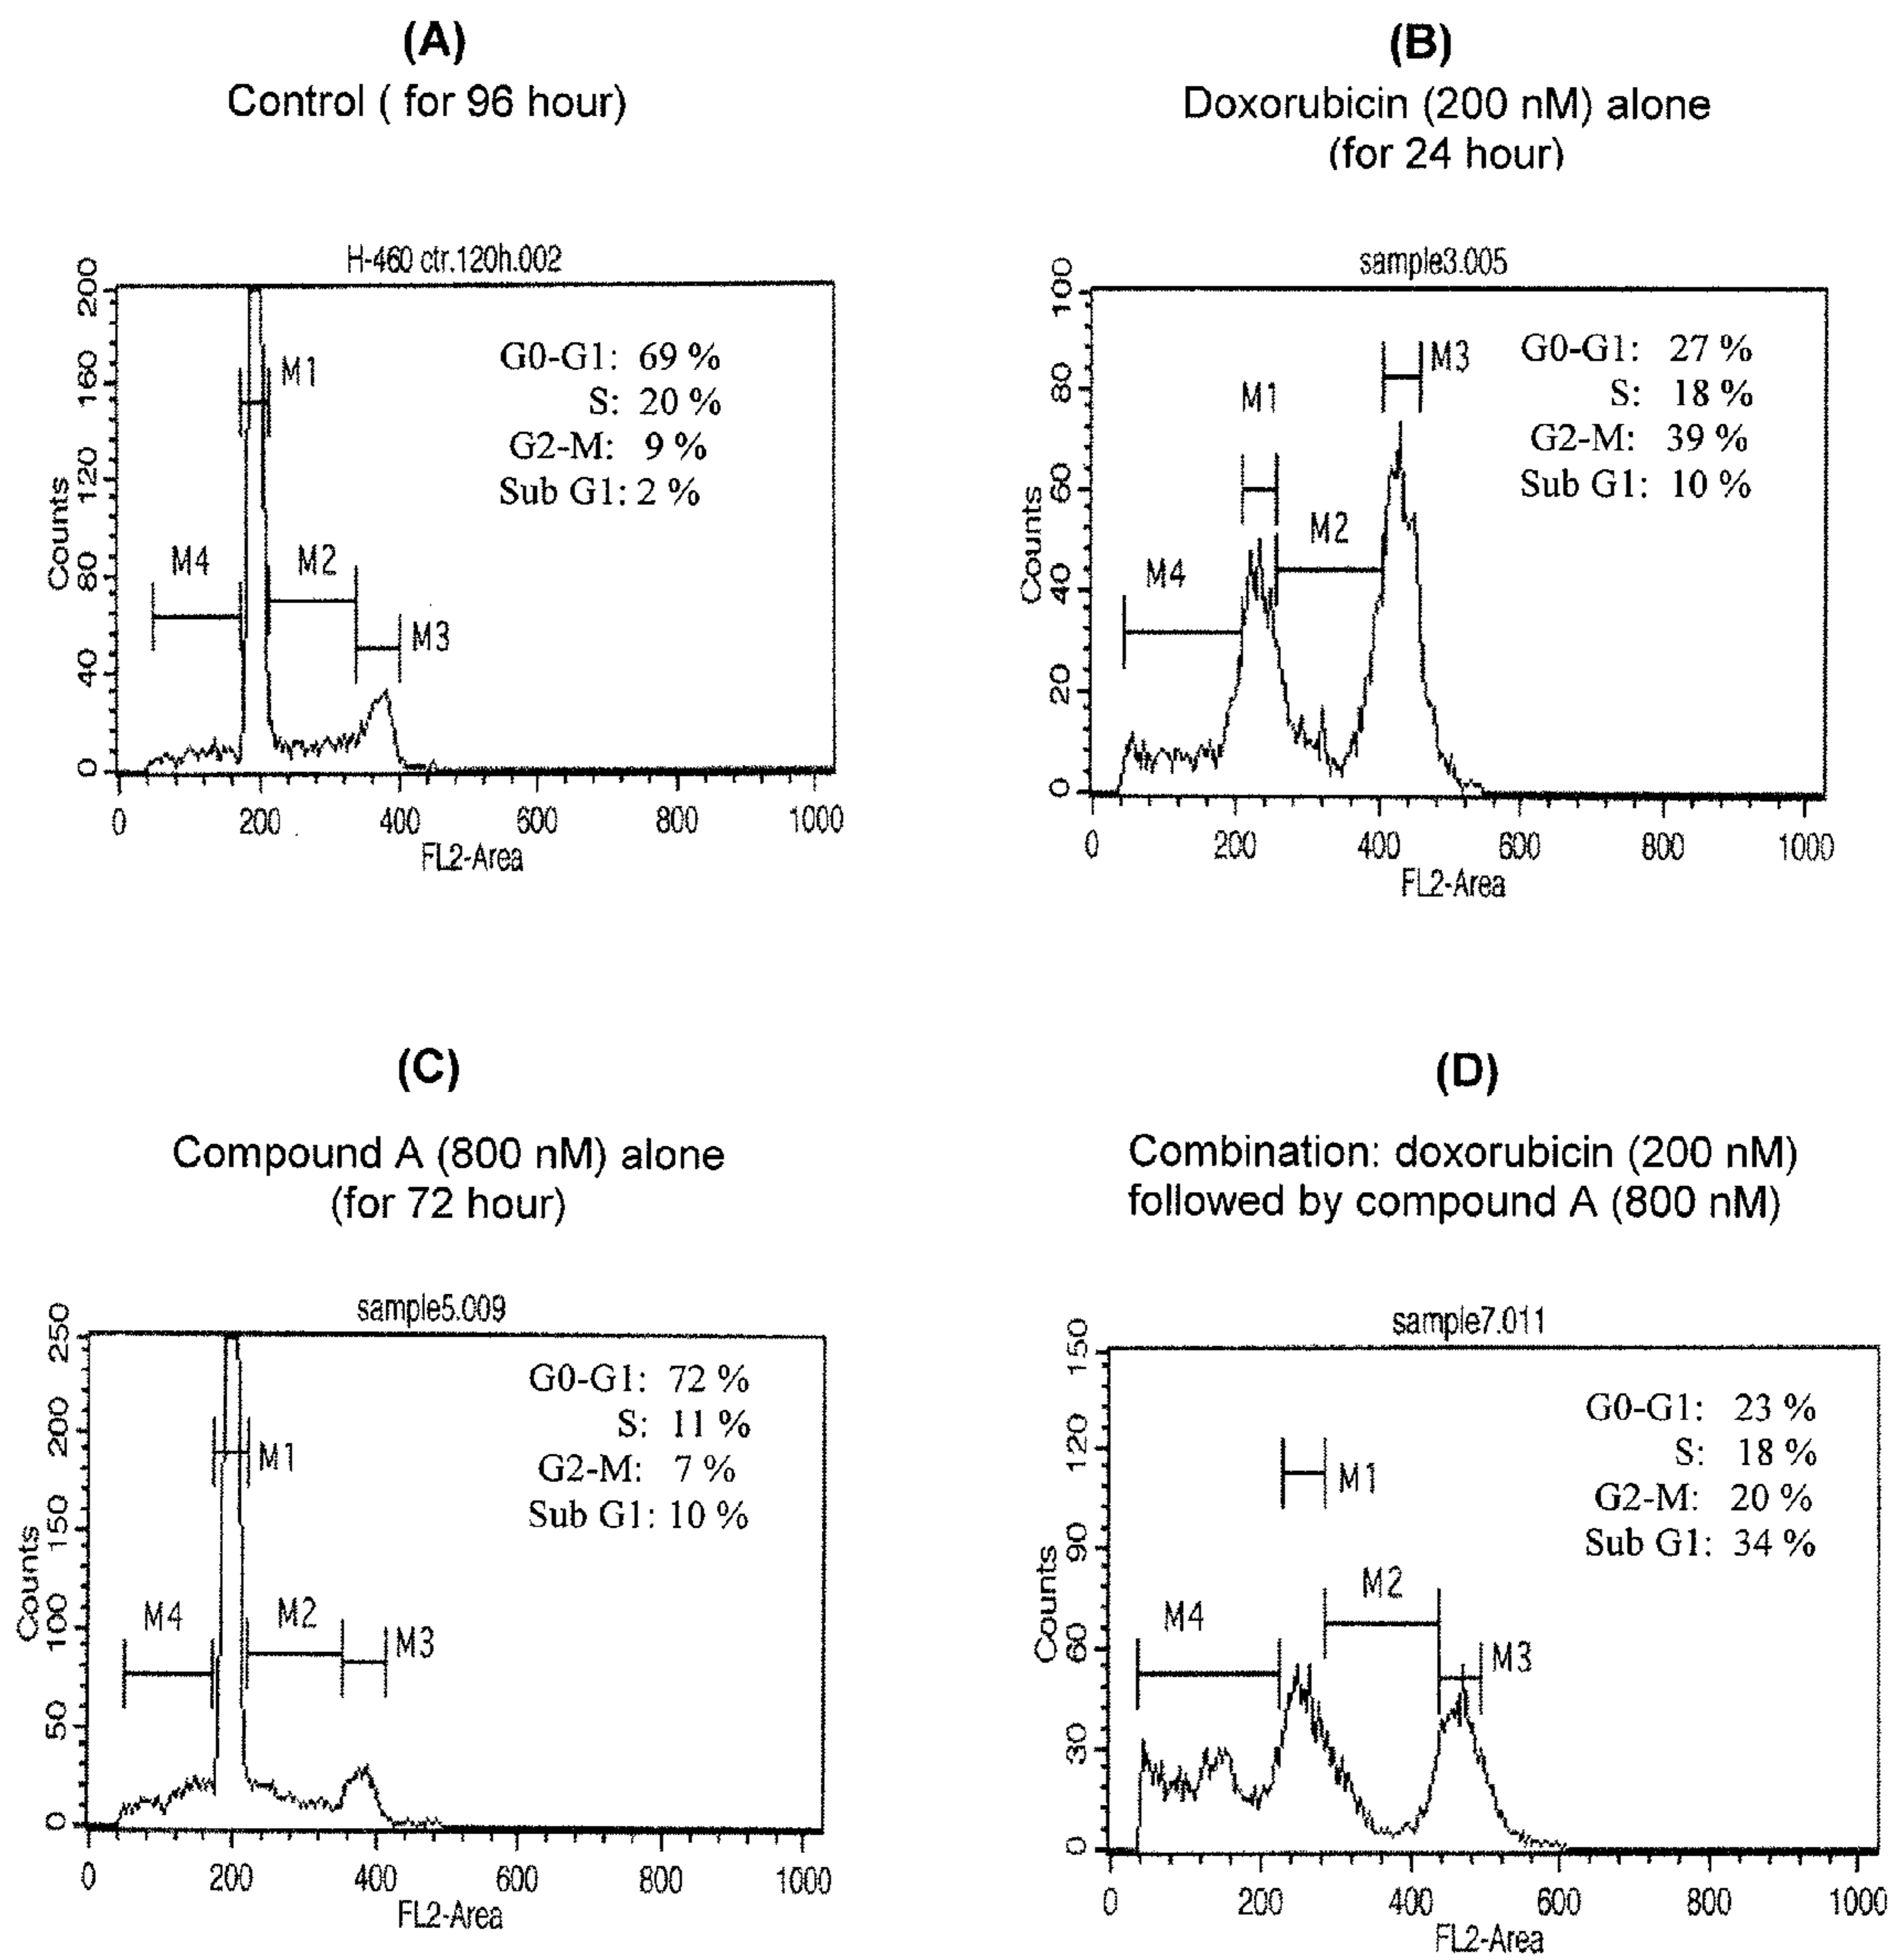 (A)
Control ( for 96 hour)
H-460 ctr.120h.002
G0-G1: 69 %
S: 20 %
G2-M: 9 %
Sub G1: 2 %
M1
M4
M2
M3
Counts
0
40
80
120
160
200
0 200 400 600 800 1000
FL2-Area
(B)
Doxorubicin (200 nM) alone
(for 24 hour)
sample3.005
G0-G1: 27 %
S: 18 %
G2-M: 39 %
Sub G1: 10 %
M3
M1
M2
M4
Counts
0
20
40
60
80
100
0 200 400 600 800 1000
FL2-Area
(C)
Compound A (800 nM) alone
(for 72 hour)
sample5.009
G0-G1: 72 %
S: 11 %
G2-M: 7 %
Sub G1: 10 %
M1
M4
M2
M3
Counts
0
50
100
150
200
250
0 200 400 600 800 1000
FL2-Area
(D)
Combination: doxorubicin (200 nM)
followed by compound A (800 nM)
sample7.011
G0-G1: 23 %
S: 18 %
G2-M: 20 %
Sub G1: 34 %
M1
M2
M4
M3
Counts
0
30
60
90
120
150
0 200 400 600 800 1000
FL2-Area